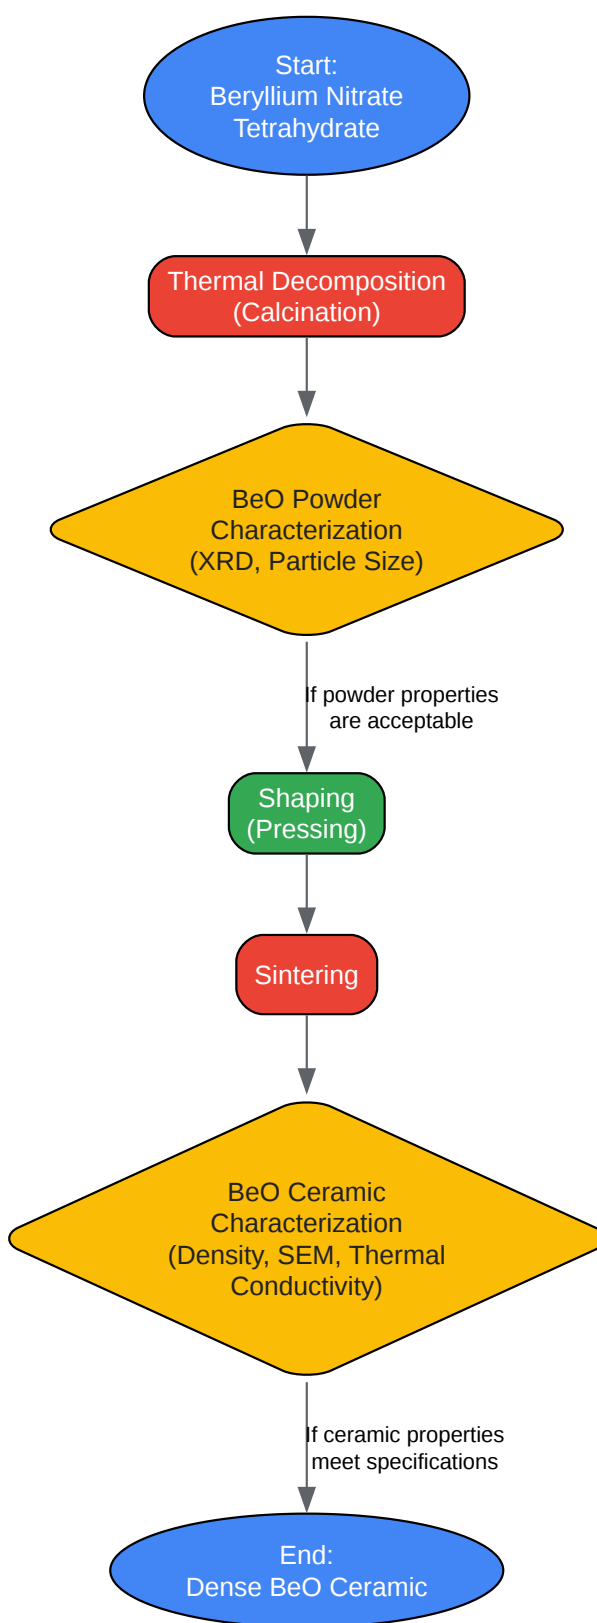 Start:
Beryllium Nitrate
Tetrahydrate
Thermal Decomposition
(Calcination)
BeO Powder
Characterization
(XRD, Particle Size)
If powder properties
are acceptable
Shaping
(Pressing)
Sintering
BeO Ceramic
Characterization
(Density, SEM, Thermal
Conductivity)
If ceramic properties
meet specifications
End:
Dense BeO Ceramic